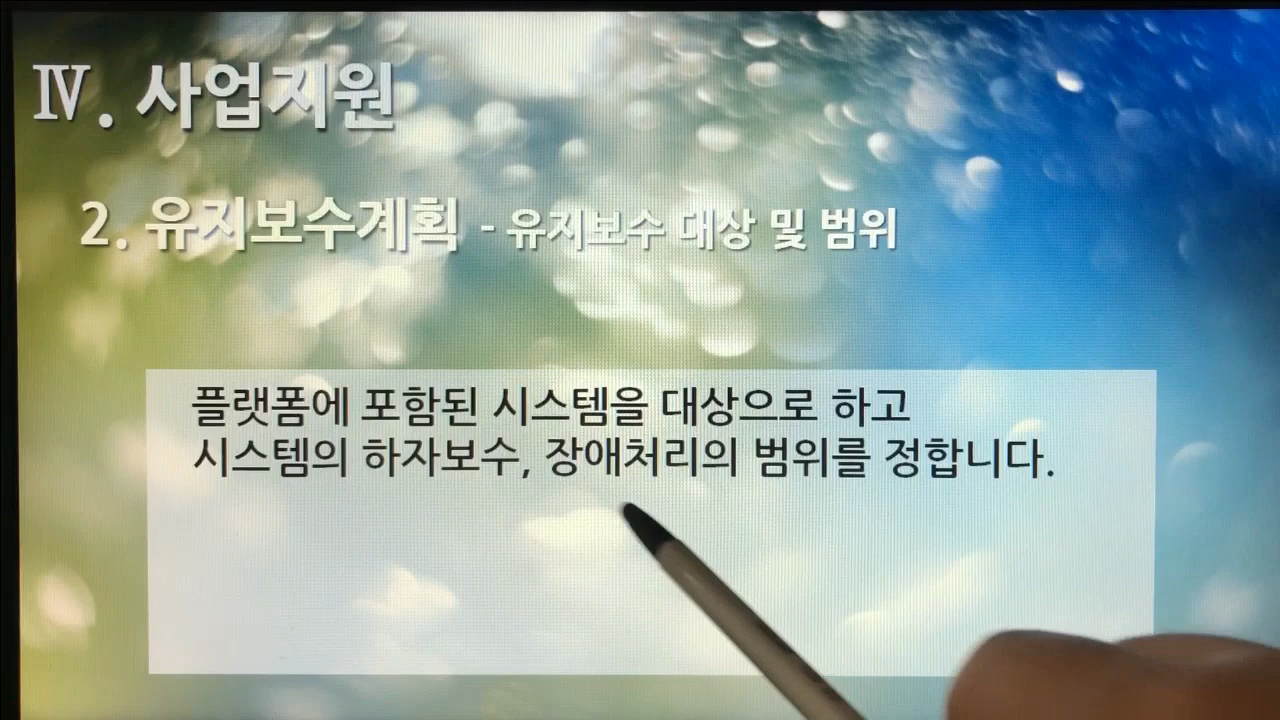 Ⅳ. 사업지원
2. 유지보수계획 - 유지보수 대상 및 범위
플랫폼에 포함된 시스템을 대상으로 하고
시스템의 하자보수, 장애처리의 범위를 정합니다.